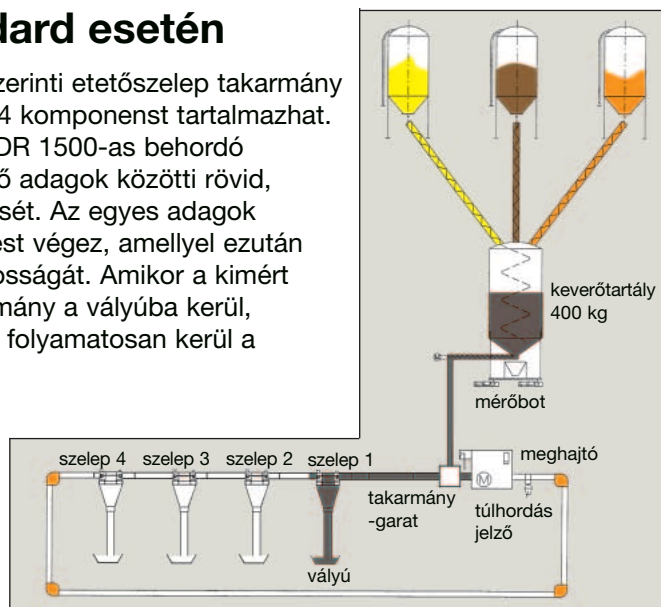 dard esetén
zerinti etetőszelep takarmány
4 komponenst tartalmazhat.
DR 1500-as behordó
ő adagok közötti rövid,
sét. Az egyes adagok
est végez, amellyel ezután
osságát. Amikor a kimért
mány a vályúba kerül,
folyamatosan kerül a
keverőtartály
400 kg
mérőbot
szelep 4 szelep 3 szelep 2 szelep 1
meghajtó
takarmány
-garat
túlhordás
jelző
M
vályú